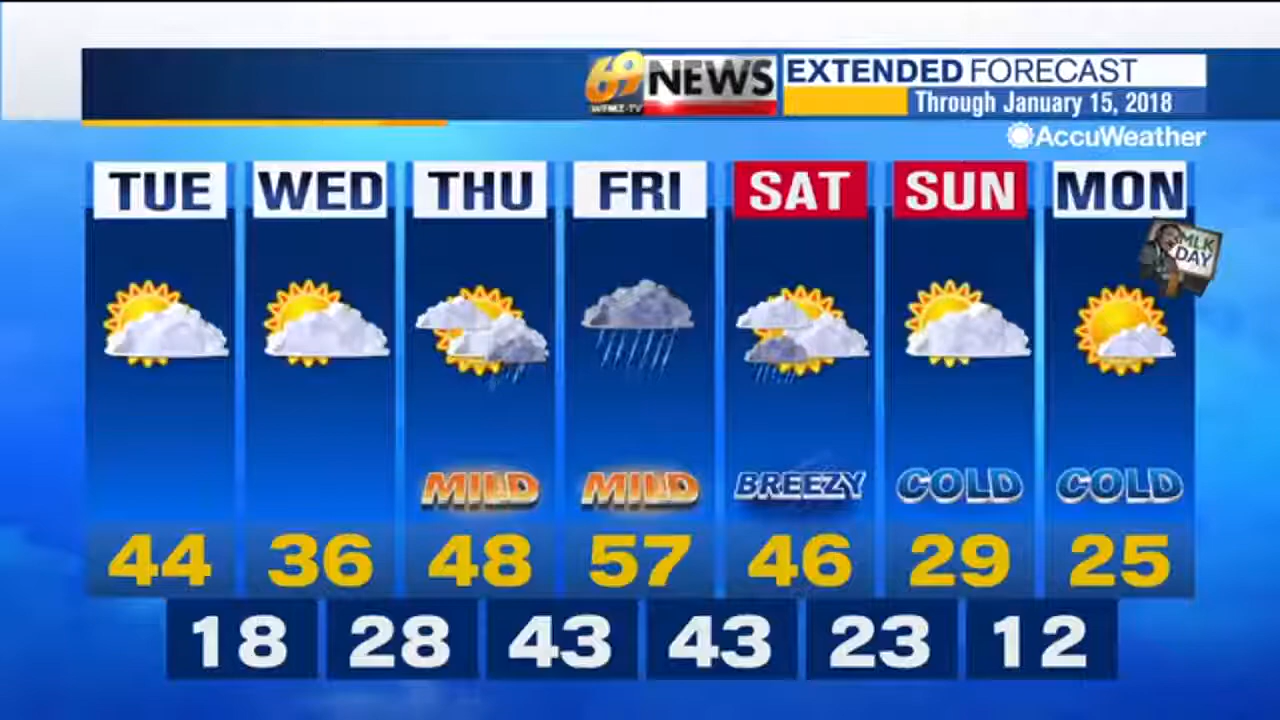 69 NEWS
WFMZ-TV
EXTENDED FORECAST
Through January 15, 2018
AccuWeather
TUE WED THU FRI SAT SUN MON
MLK
DAY
MILD MILD BREEZY COLD COLD
44 36 48 57 46 29 25
18 28 43 43 23 12